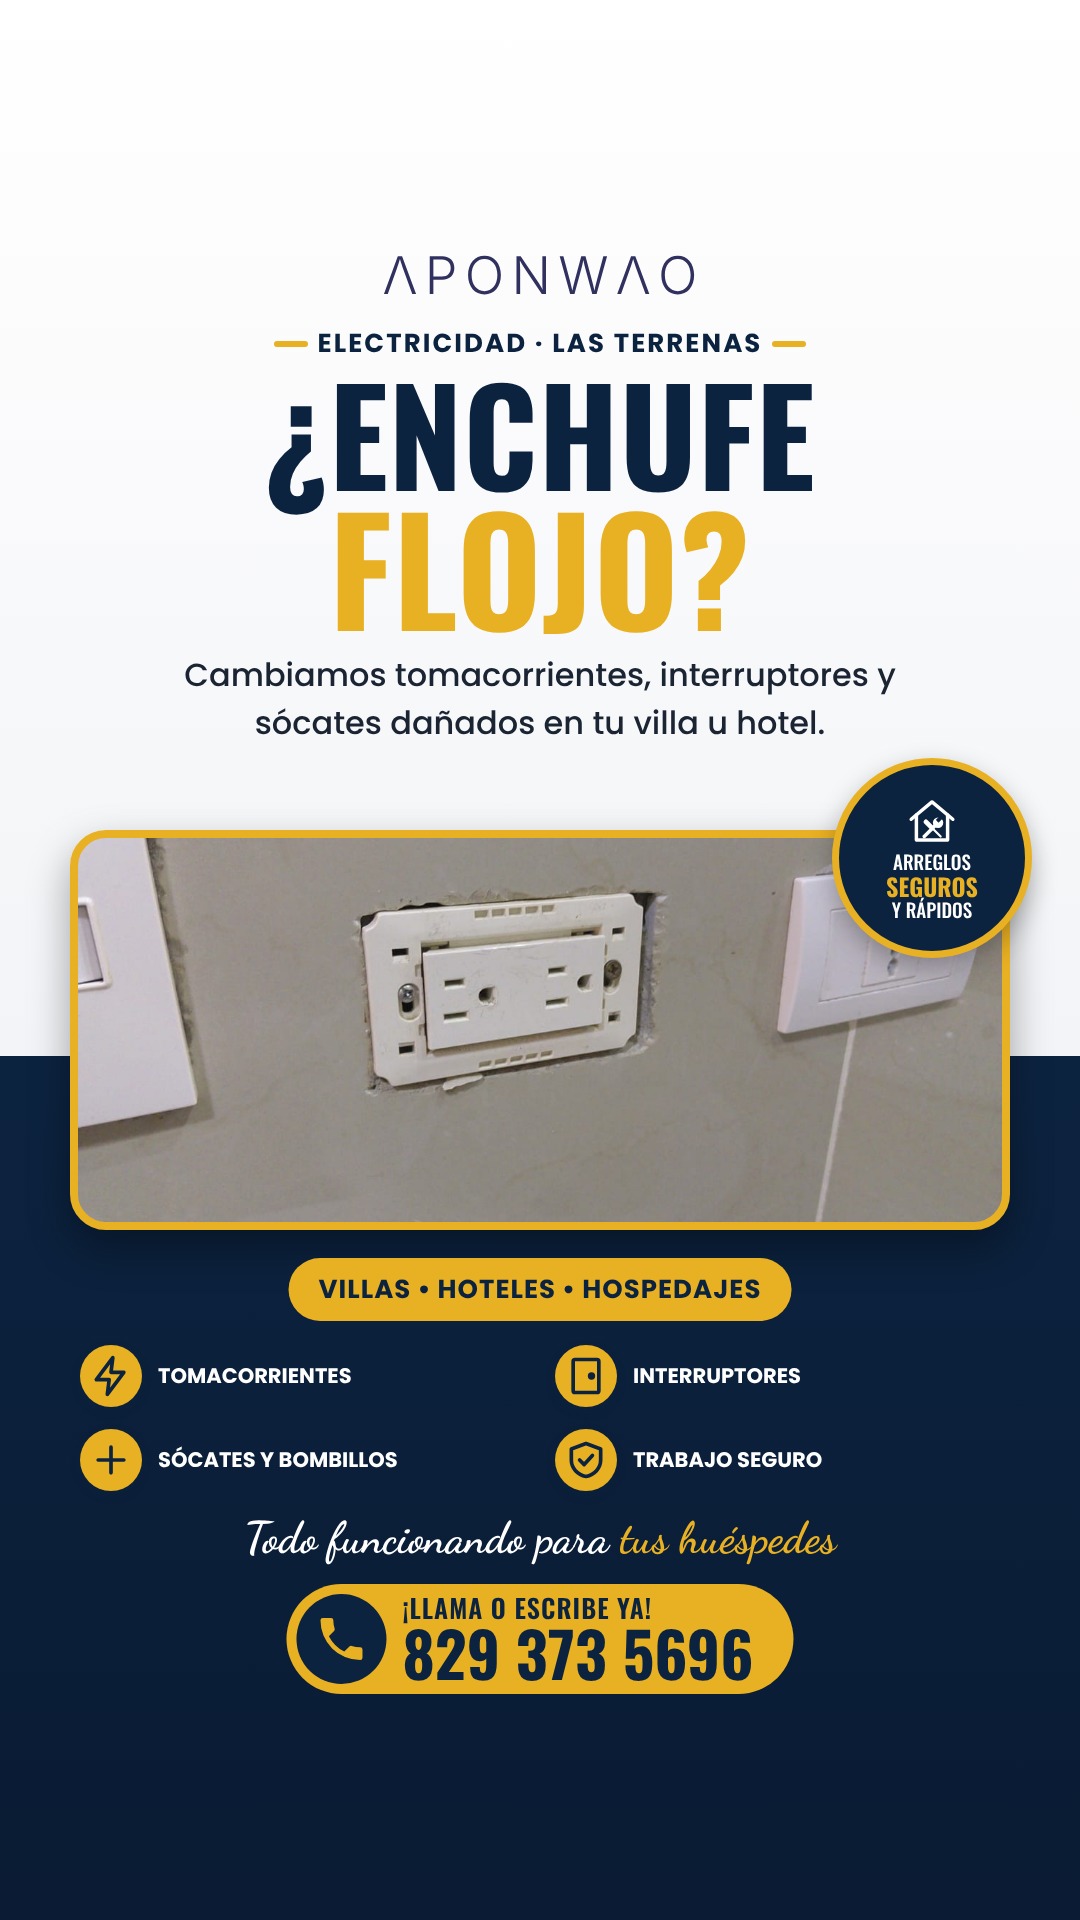 APONWAO
ELECTRICIDAD · LAS TERRENAS
¿ENCHUFE
FLOJO?
Cambiamos tomacorrientes, interruptores y
sócates dañados en tu villa u hotel.
ARREGLOS
SEGUROS
Y RÁPIDOS
VILLAS • HOTELES • HOSPEDAJES
TOMACORRIENTES
INTERRUPTORES
SÓCATES Y BOMBILLOS
TRABAJO SEGURO
Todo funcionando para tus huéspedes
¡LLAMA O ESCRIBE YA!
829 373 5696